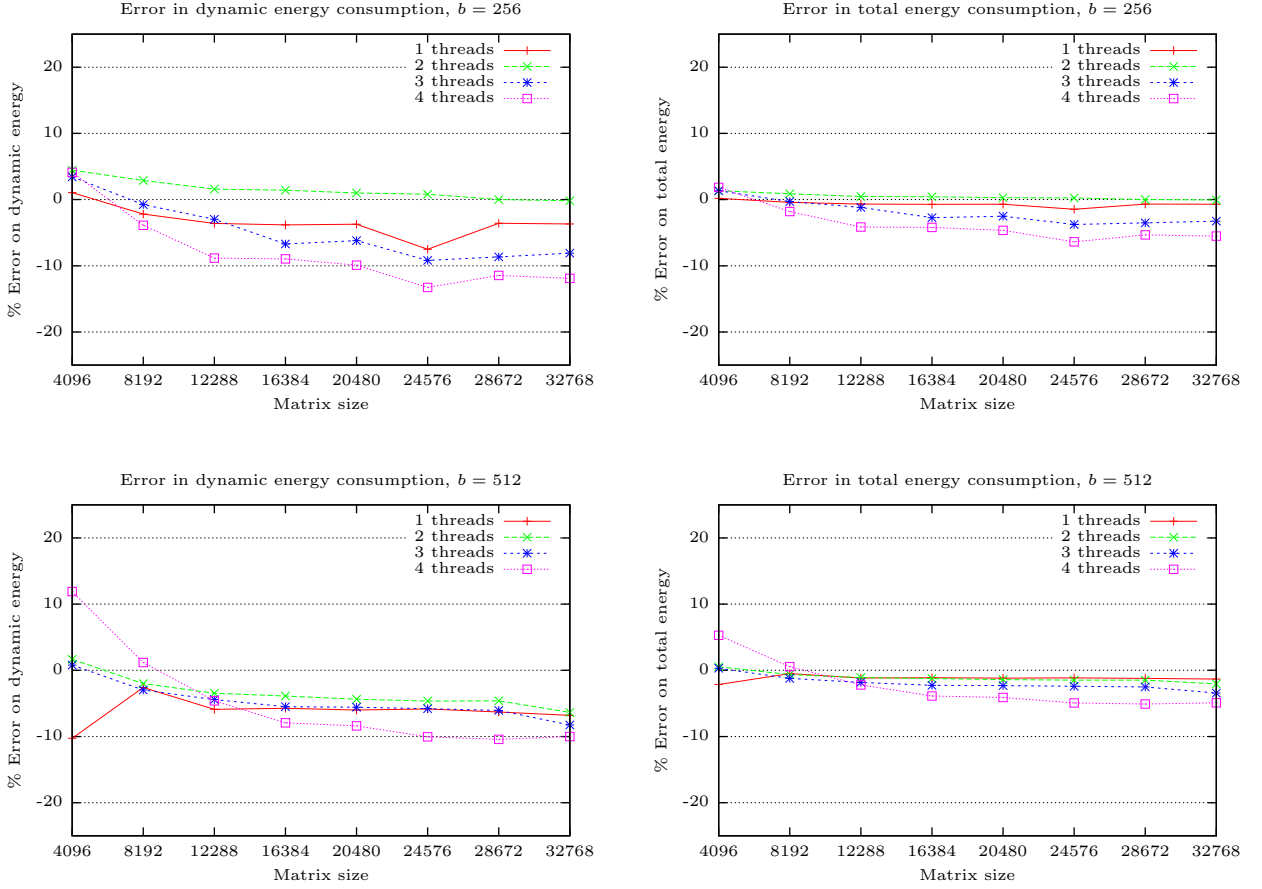 Error in dynamic energy consumption, b = 256
% Error on dynamic energy
20
10
0
-10
-20
1 threads
2 threads
3 threads
4 threads
4096 8192 12288 16384 20480 24576 28672 32768
Matrix size
Error in total energy consumption, b = 256
% Error on total energy
20
10
0
-10
-20
1 threads
2 threads
3 threads
4 threads
4096 8192 12288 16384 20480 24576 28672 32768
Matrix size
Error in dynamic energy consumption, b = 512
% Error on dynamic energy
20
10
0
-10
-20
1 threads
2 threads
3 threads
4 threads
4096 8192 12288 16384 20480 24576 28672 32768
Matrix size
Error in total energy consumption, b = 512
% Error on total energy
20
10
0
-10
-20
1 threads
2 threads
3 threads
4 threads
4096 8192 12288 16384 20480 24576 28672 32768
Matrix size